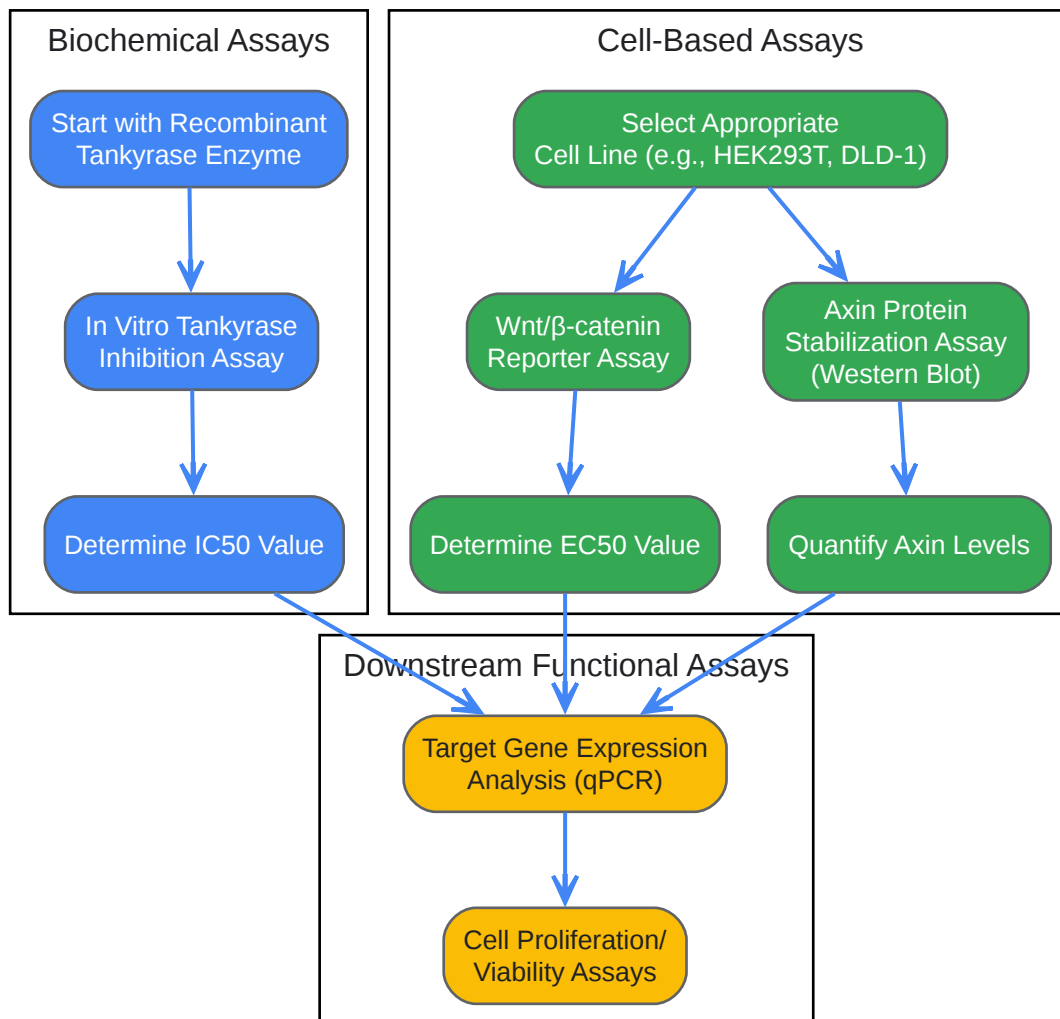 Biochemical Assays
Start with Recombinant
Tankyrase Enzyme
In Vitro Tankyrase
Inhibition Assay
Determine IC50 Value
Cell-Based Assays
Select Appropriate
Cell Line (e.g., HEK293T, DLD-1)
Wnt/β-catenin
Reporter Assay
Axin Protein
Stabilization Assay
(Western Blot)
Determine EC50 Value
Quantify Axin Levels
Downstream Functional Assays
Target Gene Expression
Analysis (qPCR)
Cell Proliferation/
Viability Assays